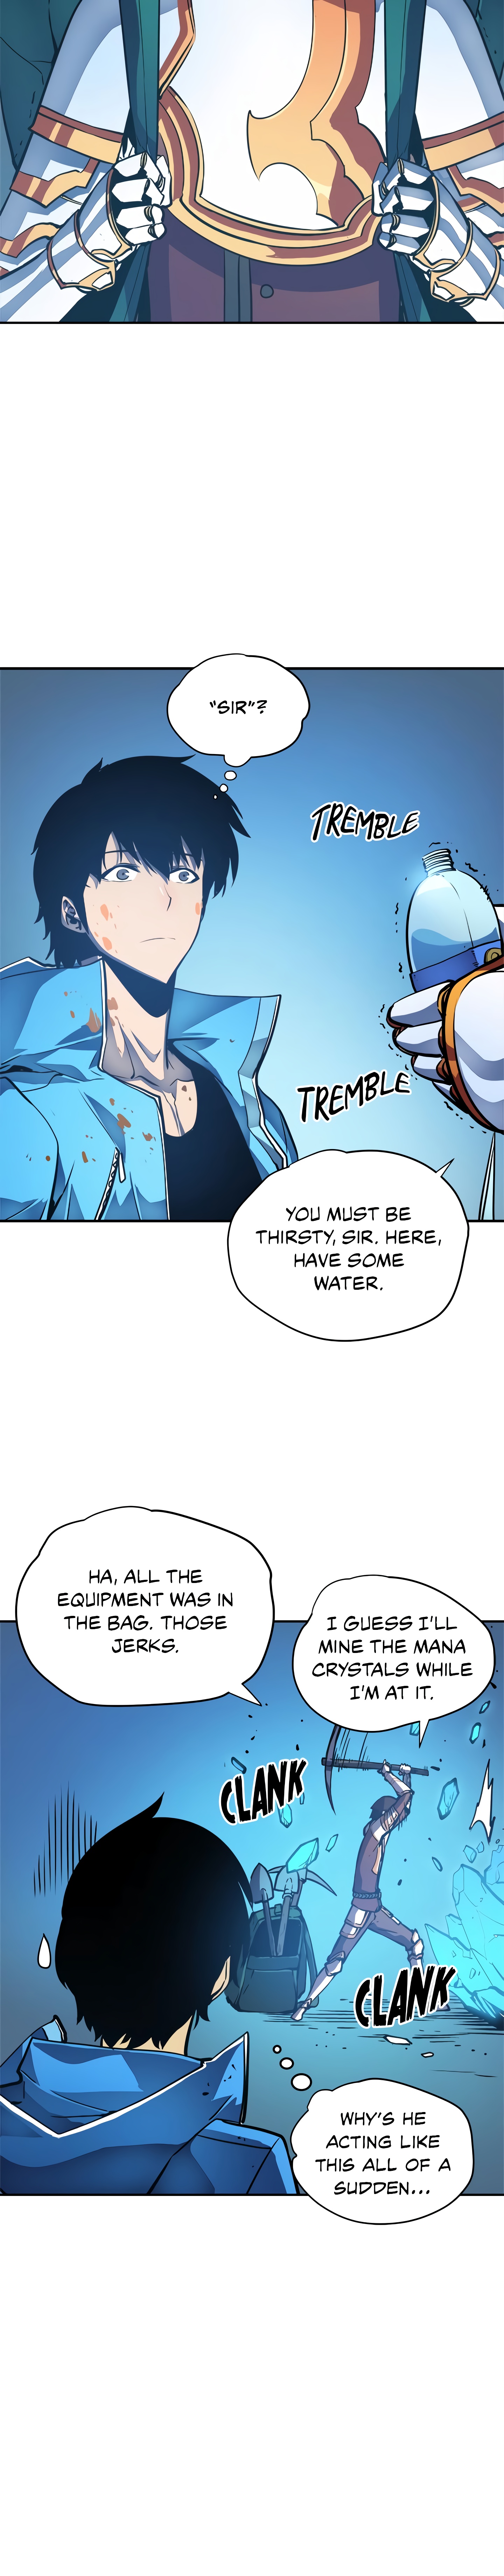 "SIR"?
TREMBLE
TREMBLE
YOU MUST BE
THIRSTY, SIR. HERE,
HAVE SOME
WATER.
HA, ALL THE
EQUIPMENT WAS IN
THE BAG. THOSE
JERKS.
I GUESS I'LL
MINE THE MANA
CRYSTALS WHILE
I'M AT IT.
CLANK
CLANK
WHY'S HE
ACTING LIKE
THIS ALL OF A
SUDDEN...